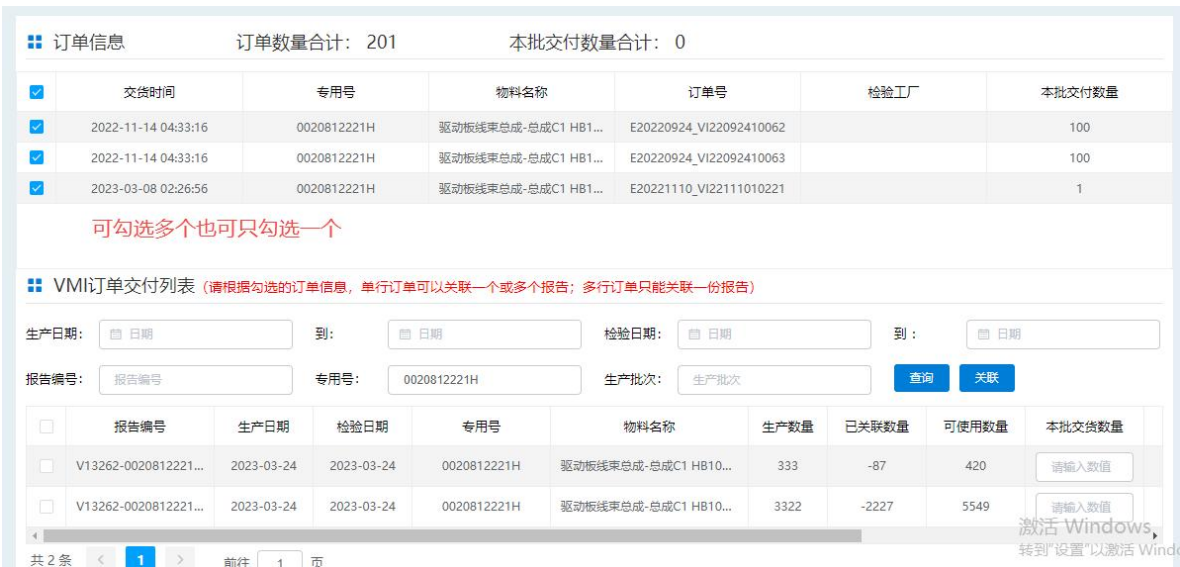 订单信息 订单数量合计: 201 本批交付数量合计: 0
交货时间 专用号 物料名称 订单号 检验工厂 本批交付数量
2022-11-14 04:33:16 0020812221H 驱动板线束总成-总成C1 HB1... E20220924_VI22092410062 100
2022-11-14 04:33:16 0020812221H 驱动板线束总成-总成C1 HB1... E20220924_VI22092410063 100
2023-03-08 02:26:56 0020812221H 驱动板线束总成-总成C1 HB1... E20221110_VI22111010221 1
可勾选多个也可只勾选一个
VMI订单交付列表 (请根据勾选的订单信息, 单行订单可以关联一个或多个报告; 多行订单只能关联一份报告)
生产日期: 日期 到: 日期 检验日期: 日期 到: 日期
报告编号: 报告编号 专用号: 0020812221H 生产批次: 生产批次 查询 关联
报告编号 生产日期 检验日期 专用号 物料名称 生产数量 已关联数量 可使用数量 本批交货数量
V13262-0020812221... 2023-03-24 2023-03-24 0020812221H 驱动板线束总成-总成C1 HB10... 333 -87 420 请输入数值
V13262-0020812221... 2023-03-24 2023-03-24 0020812221H 驱动板线束总成-总成C1 HB10... 3322 -2227 5549 请输入数值
激活 Windows
转到"设置"以激活 Windo
共 2 条 < 1 > 前往 1 页